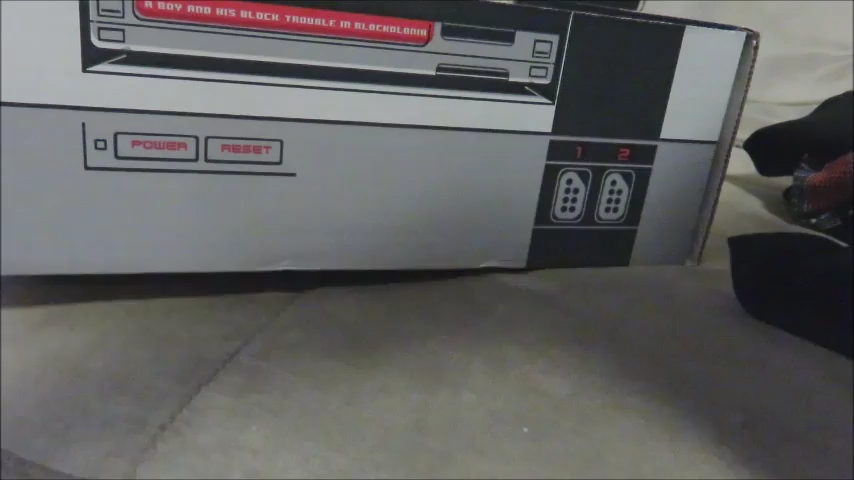 A BOY AND HIS BLOCK TROUBLE IN BLOCKOLONIA
POWER RESET
1 2